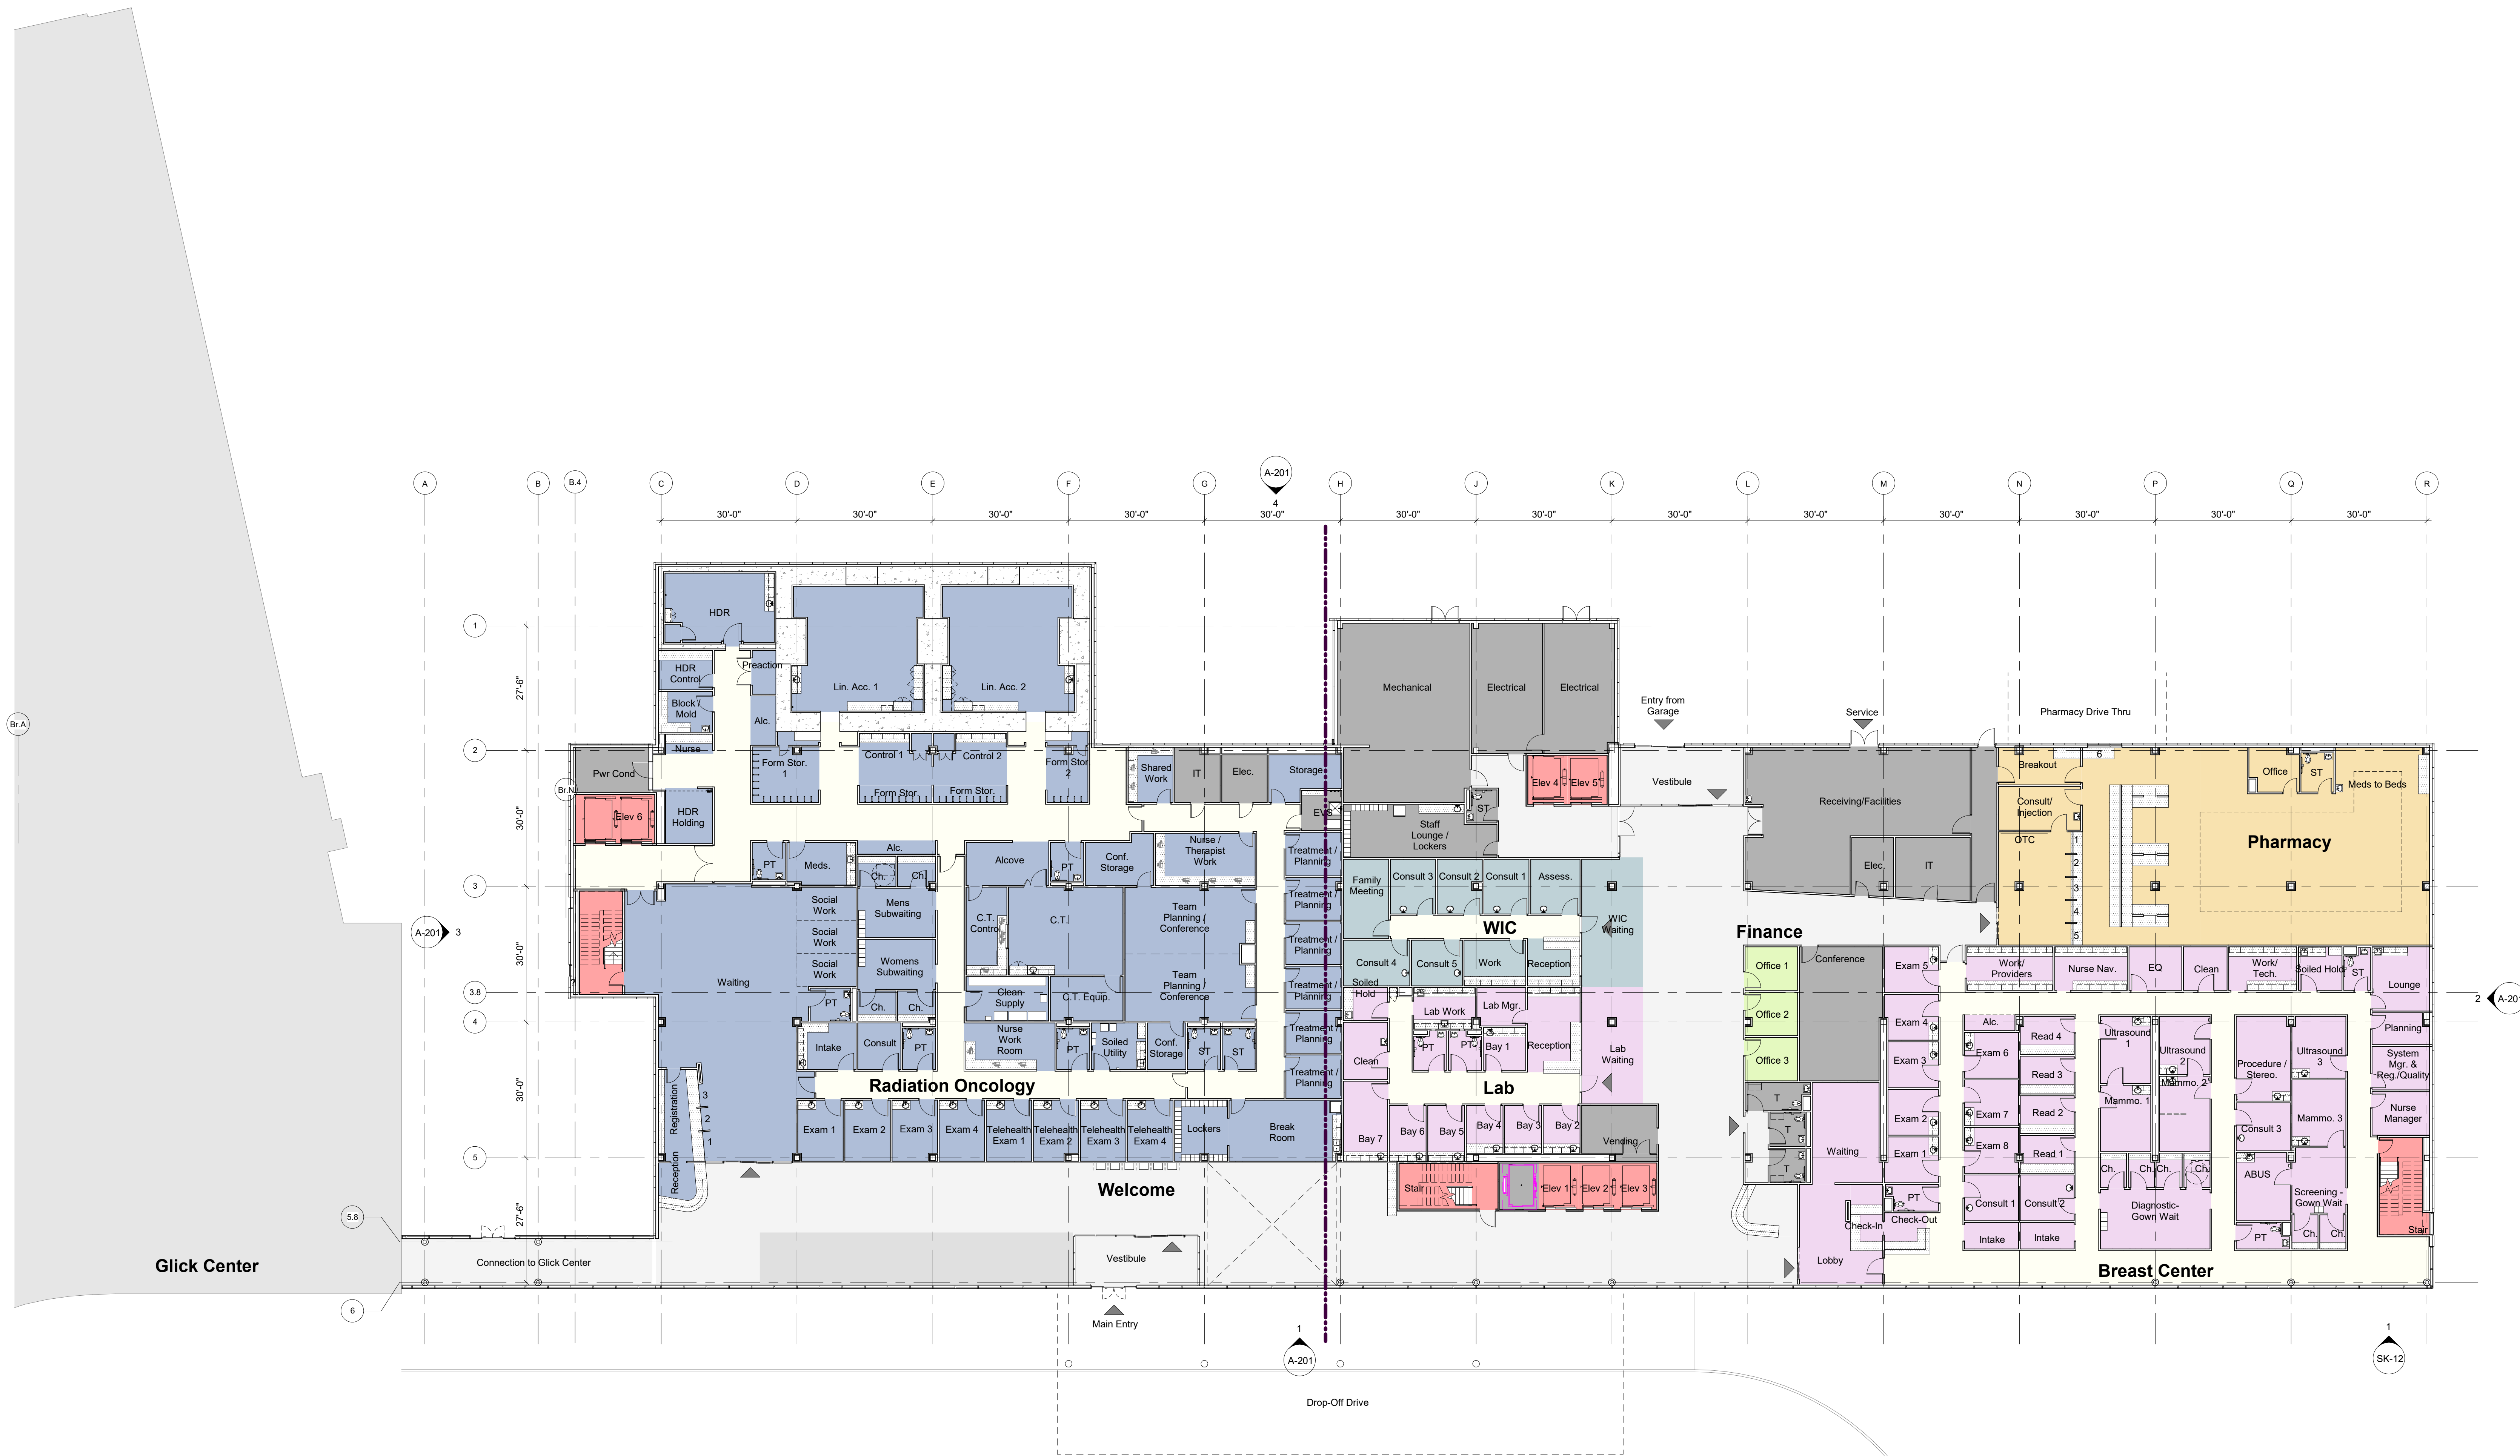 A-201
4
A
B
B.4
C
D
E
F
G
H
J
K
L
M
N
P
Q
R
30'-0"
30'-0"
30'-0"
30'-0"
30'-0"
30'-0"
30'-0"
30'-0"
30'-0"
30'-0"
30'-0"
30'-0"
30'-0"
1
27'-6"
2
30'-0"
3
30'-0"
3.8
4
30'-0"
5
27'-6"
5.8
6
Br.A
Br.N
A-201
3
2
HDR
HDR
Control
Preaction
Block /
Mold
Alc.
Nurse
Lin. Acc. 1
Lin. Acc. 2
Pwr Cond
Elev 6
HDR
Holding
Form Stor.
1
Control 1
Control 2
Form Stor.
Form Stor.
Form Stor
2
Shared
Work
IT
Elec.
Storage
EVS
PT
Meds.
Alc.
Ch.
Ch.
Alcove
PT
Conf.
Storage
Nurse /
Therapist
Work
Treatment /
Planning
Treatment /
Planning
Treatment /
Planning
Treatment /
Planning
Treatment /
Planning
Treatment /
Planning
Social
Work
Social
Work
Social
Work
Mens
Subwaiting
Womens
Subwaiting
C.T.
Control
C.T.
Team
Planning /
Conference
Team
Planning /
Conference
Waiting
PT
Ch.
Ch.
Clean
Supply
C.T. Equip.
Intake
Consult
PT
Nurse
Work
Room
PT
Soiled
Utility
Conf.
Storage
ST
ST
Radiation Oncology
Registration
3
2
1
Reception
Exam 1
Exam 2
Exam 3
Exam 4
Telehealth
Exam 1
Telehealth
Exam 2
Telehealth
Exam 3
Telehealth
Exam 4
Lockers
Break
Room
Welcome
Vestibule
Main Entry
Connection to Glick Center
Glick Center
Mechanical
Electrical
Electrical
Entry from
Garage
Vestibule
Elev 4
Elev 5
ST
Staff
Lounge /
Lockers
Family
Meeting
Consult 3
Consult 2
Consult 1
Assess.
WIC
WIC
Waiting
Consult 4
Consult 5
Work
Reception
Soiled
Hold
Lab Work
Lab Mgr.
PT
PT
Bay 1
Reception
Lab
Waiting
Clean
Lab
Bay 7
Bay 6
Bay 5
Bay 4
Bay 3
Bay 2
Vending
Stair
Elev 1
Elev 2
Elev 3
Service
Receiving/Facilities
Elec.
IT
Pharmacy Drive Thru
Breakout
6
Office
ST
Meds to Beds
Consult/
Injection
OTC
1
2
3
4
5
Pharmacy
Finance
Office 1
Office 2
Office 3
Conference
T
T
T
Waiting
Check-In
Check-Out
Lobby
PT
Exam 5
Exam 4
Exam 3
Exam 2
Exam 1
Work/
Providers
Nurse Nav.
EQ
Clean
Work/
Tech.
Soiled Hold
ST
Lounge
Alc.
Exam 6
Exam 7
Exam 8
Consult 1
Intake
Read 4
Read 3
Read 2
Read 1
Consult 2
Intake
Ultrasound
1
Mammo. 1
Ultrasound
2
Mammo. 2
Procedure /
Stereo.
Ultrasound
3
Mammo. 3
Consult 3
ABUS
PT
Ch.
Ch.
Ch.
Ch.
Diagnostic-
Gown Wait
Screening -
Gown Wait
Ch.
Ch.
Planning
System
Mgr. &
Reg./Quality
Nurse
Manager
Stair
Breast Center
2
A-201
1
A-201
1
SK-12
Drop-Off Drive